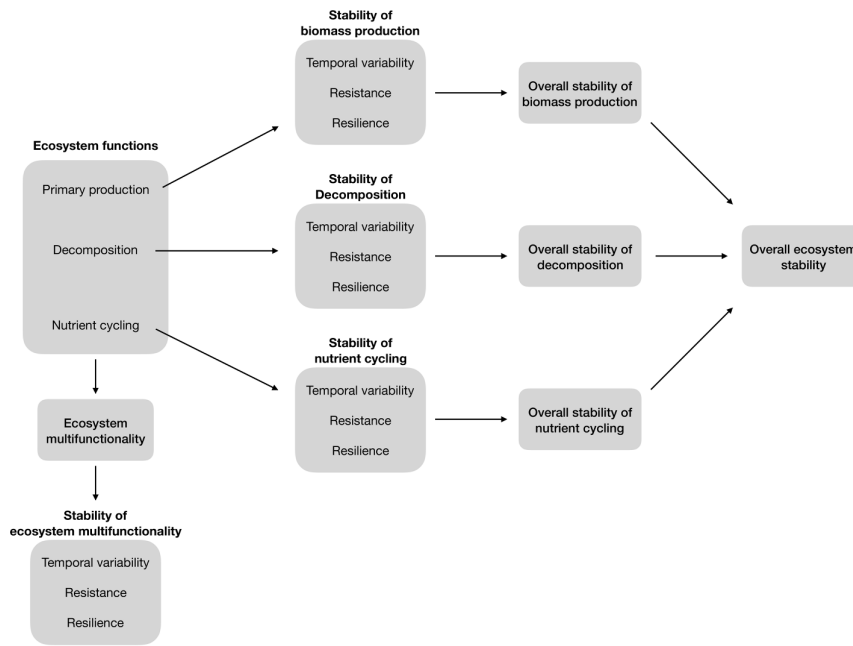 Stability of
biomass production
Temporal variability
Resistance
Resilience
Overall stability of
biomass production
Ecosystem functions
Primary production
Decomposition
Nutrient cycling
Stability of
Decomposition
Temporal variability
Resistance
Resilience
Overall stability of
decomposition
Overall ecosystem
stability
Stability of
nutrient cycling
Temporal variability
Resistance
Resilience
Overall stability of
nutrient cycling
Ecosystem
multifunctionality
Stability of
ecosystem multifunctionality
Temporal variability
Resistance
Resilience